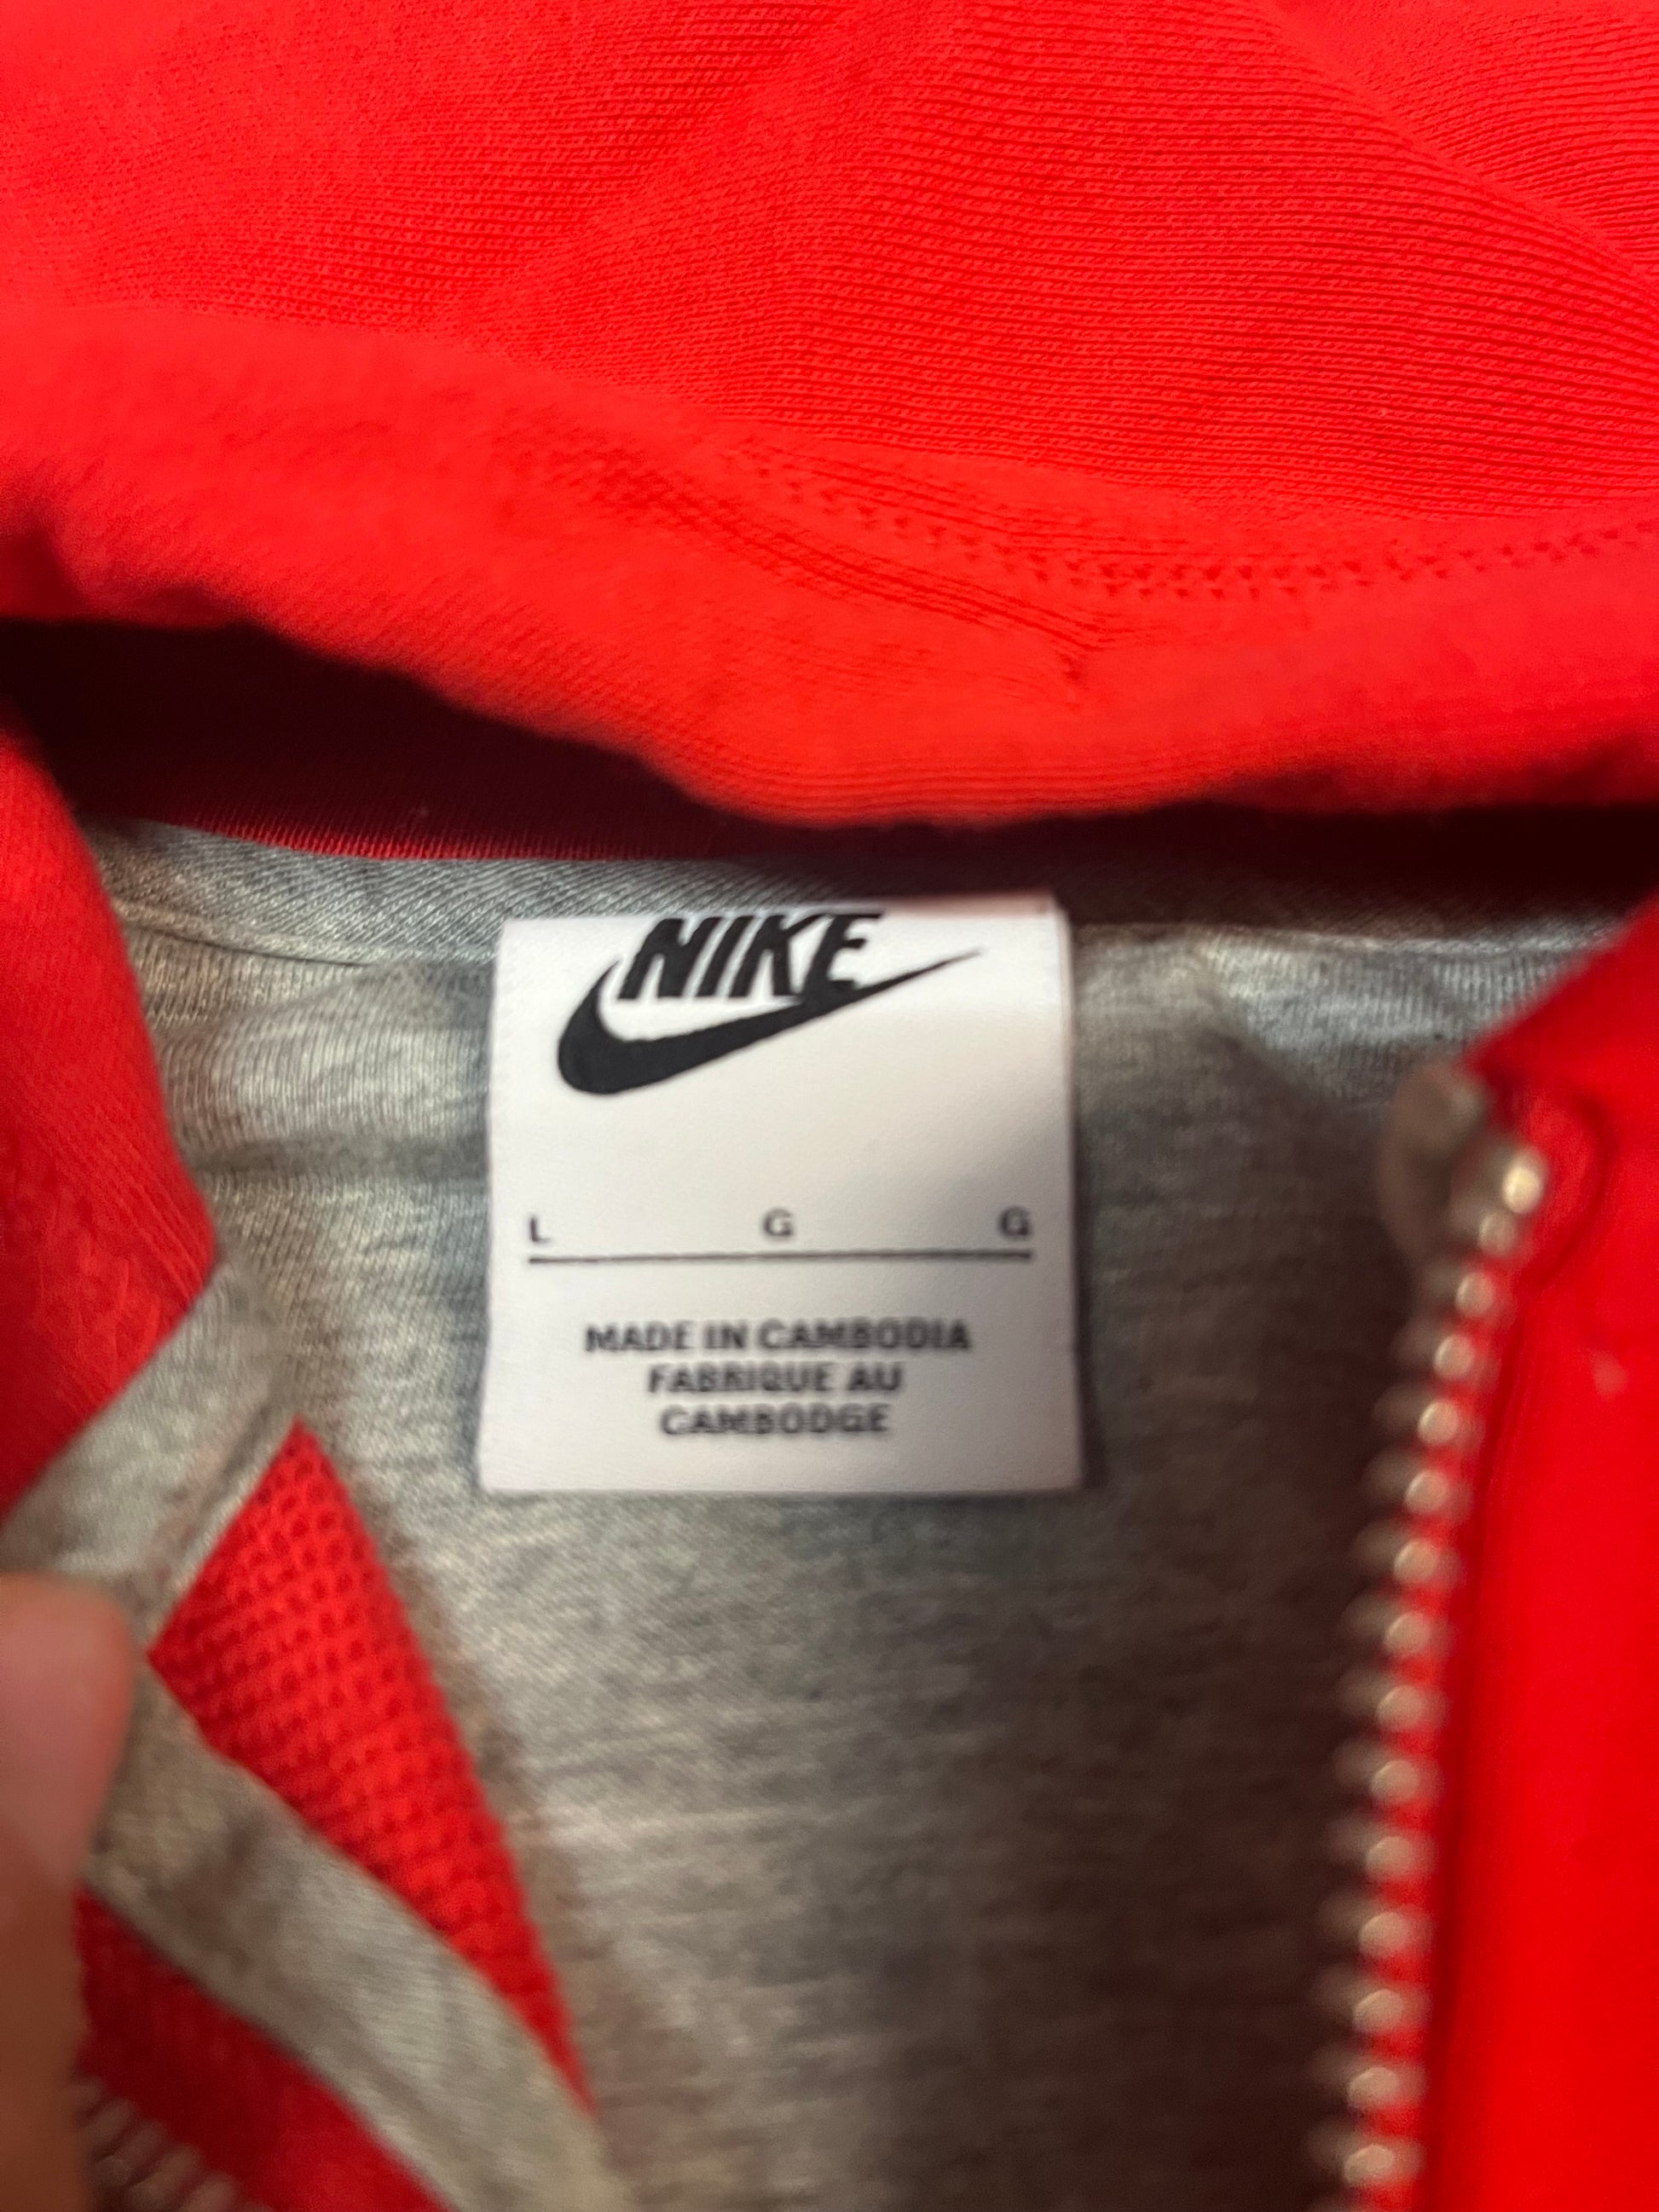 NIKE
L G G
MADE IN CAMBODIA
FABRIQUE AU
CAMBODGE